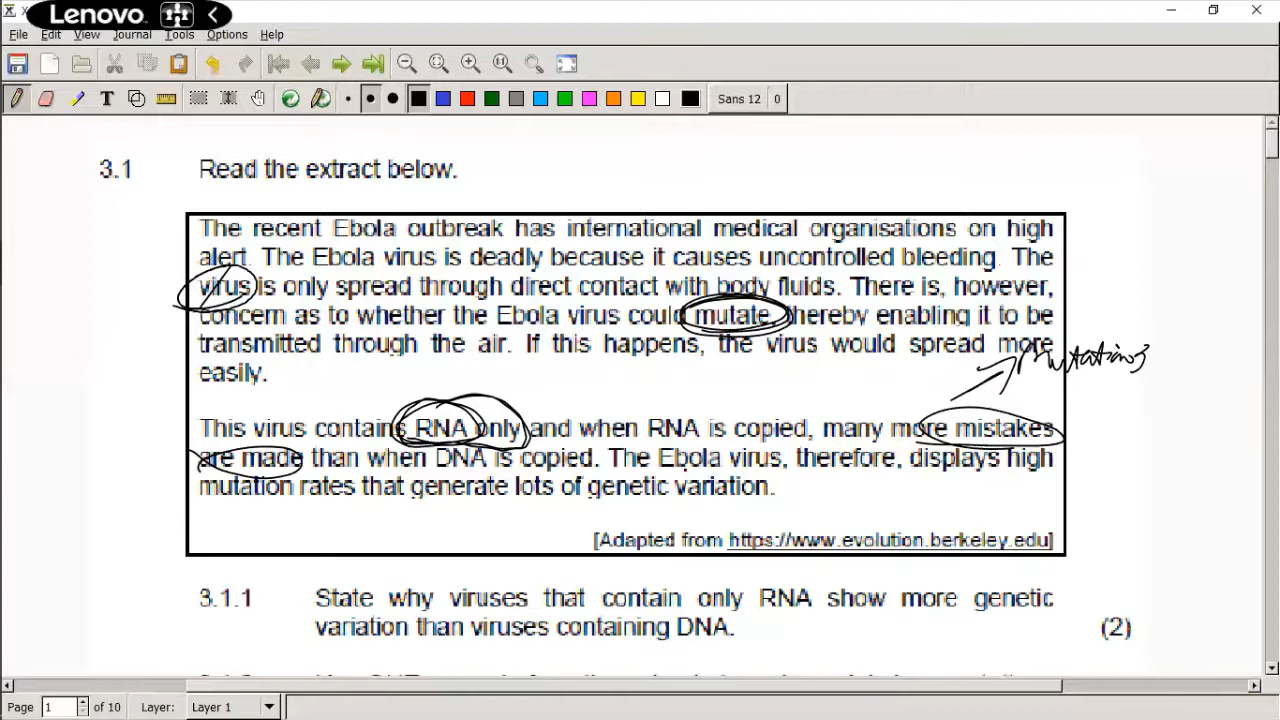 Lenovo
File Edit View Journal Tools Options Help
Sans 12 0
3.1 Read the extract below.
The recent Ebola outbreak has international medical organisations on high
alert. The Ebola virus is deadly because it causes uncontrolled bleeding. The
virus is only spread through direct contact with body fluids. There is, however,
concern as to whether the Ebola virus could mutate, thereby enabling it to be
transmitted through the air. If this happens, the virus would spread more
easily.
Mutations
This virus contains RNA only and when RNA is copied, many more mistakes
are made than when DNA is copied. The Ebola virus, therefore, displays high
mutation rates that generate lots of genetic variation.
[Adapted from https://www.evolution.berkeley.edu]
3.1.1 State why viruses that contain only RNA show more genetic
variation than viruses containing DNA. (2)
Page 1 of 10 Layer: Layer 1